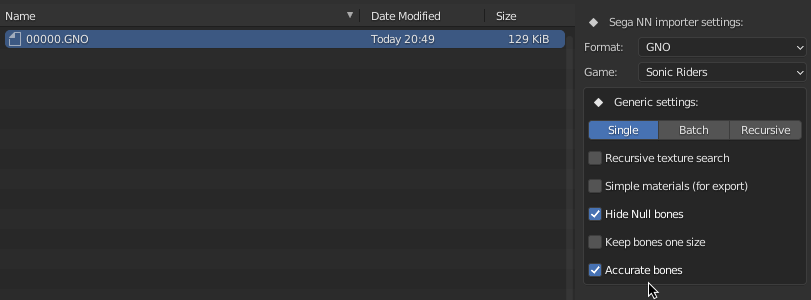 Name Date Modified Size
00000.GNO Today 20:49 129 KiB
Sega NN importer settings:
Format: GNO
Game: Sonic Riders
Generic settings:
Single Batch Recursive
Recursive texture search
Simple materials (for export)
Hide Null bones
Keep bones one size
Accurate bones